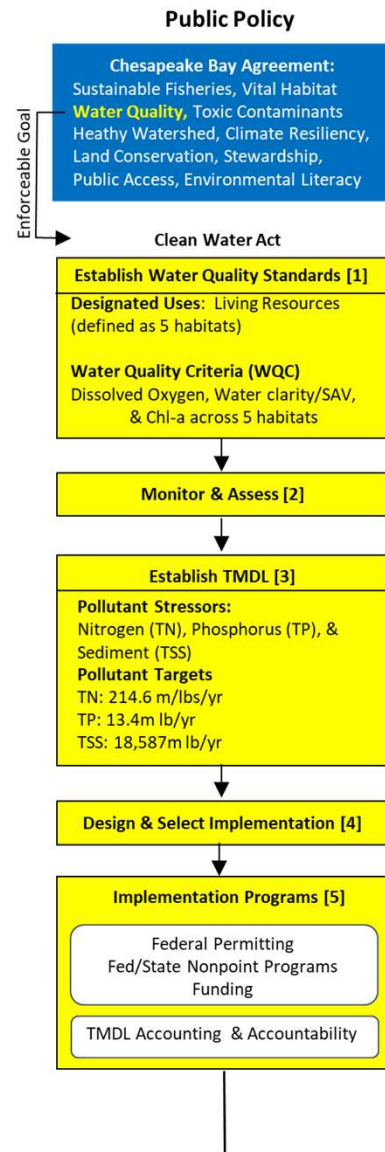 Public Policy
Chesapeake Bay Agreement:
Sustainable Fisheries, Vital Habitat
Water Quality, Toxic Contaminants
Heathy Watershed, Climate Resiliency,
Land Conservation, Stewardship,
Public Access, Environmental Literacy
Enforceable Goal
Clean Water Act
Establish Water Quality Standards [1]
Designated Uses: Living Resources
(defined as 5 habitats)
Water Quality Criteria (WQC)
Dissolved Oxygen, Water clarity/SAV,
& Chl-a across 5 habitats
Monitor & Assess [2]
Establish TMDL [3]
Pollutant Stressors:
Nitrogen (TN), Phosphorus (TP), &
Sediment (TSS)
Pollutant Targets
TN: 214.6 m/lbs/yr
TP: 13.4m lb/yr
TSS: 18,587m lb/yr
Design & Select Implementation [4]
Implementation Programs [5]
Federal Permitting
Fed/State Nonpoint Programs
Funding
TMDL Accounting & Accountability